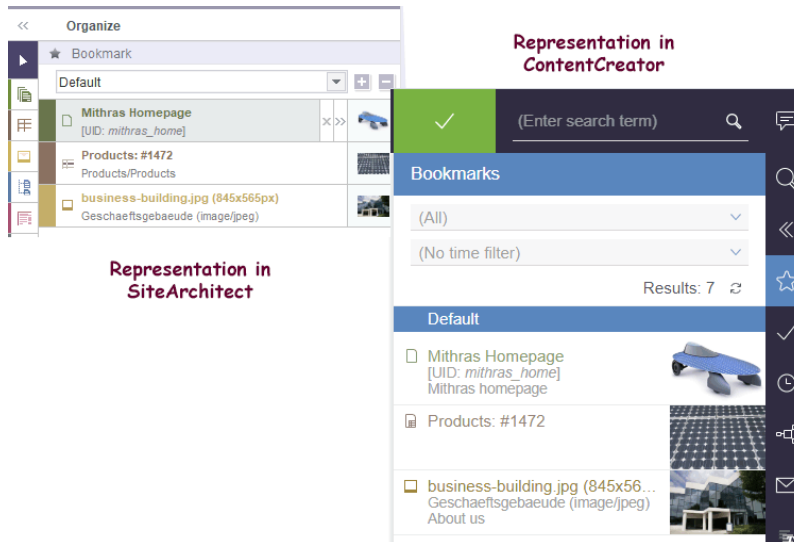 Organize
Bookmark
Default
Mithras Homepage
[UID: mithras_home]
Products: #1472
Products/Products
business-building.jpg (845x565px)
Geschaeftsgebaeude (image/jpeg)
Representation in
SiteArchitect
Representation in
ContentCreator
(Enter search term)
Bookmarks
(All)
(No time filter)
Results: 7
Default
Mithras Homepage
[UID: mithras_home]
Mithras homepage
Products: #1472
business-building.jpg (845x56...
Geschaeftsgebaeude (image/jpeg)
About us